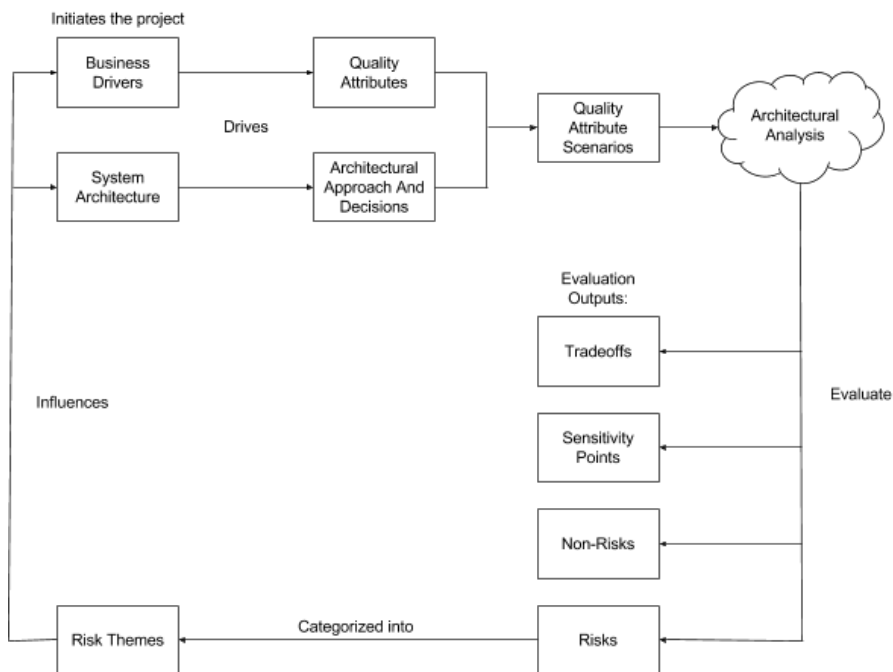 Initiates the project
Business
Drivers
Quality
Attributes
Drives
Quality
Attribute
Scenarios
Architectural
Analysis
System
Architecture
Architectural
Approach And
Decisions
Evaluation
Outputs:
Tradeoffs
Influences
Evaluate
Sensitivity
Points
Non-Risks
Risk Themes
Categorized into
Risks